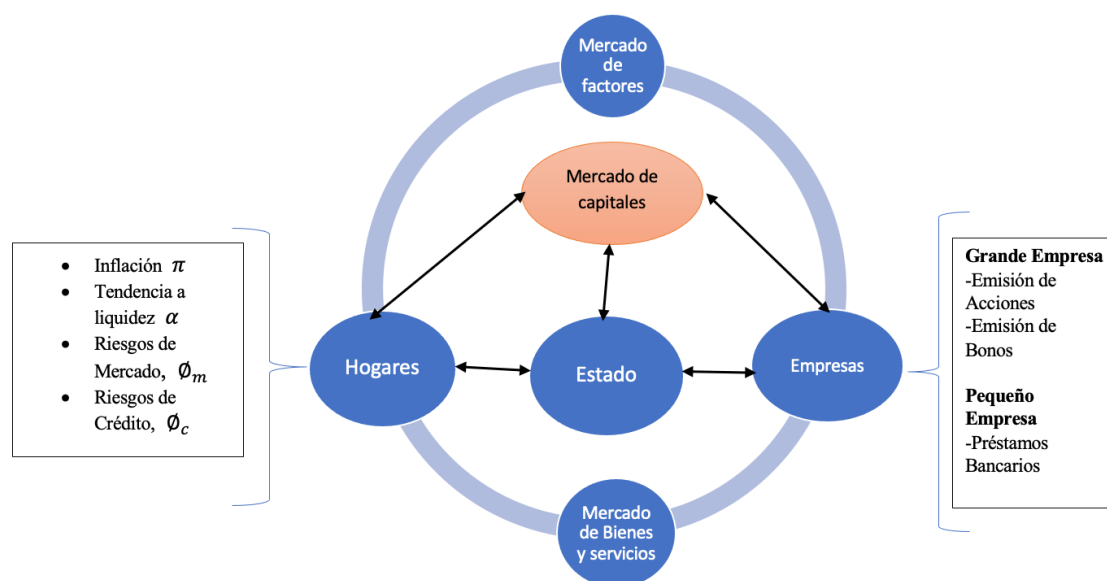 Mercado
de
factores
Mercado de
capitales
• Inflación π
• Tendencia a
liquidez α
• Riesgos de
Mercado, ∅m
• Riesgos de
Crédito, ∅c
Hogares
Estado
Empresas
Grande Empresa
-Emisión de
Acciones
-Emisión de
Bonos
Pequeño
Empresa
-Préstamos
Bancarios
Mercado
de Bienes
y servicios